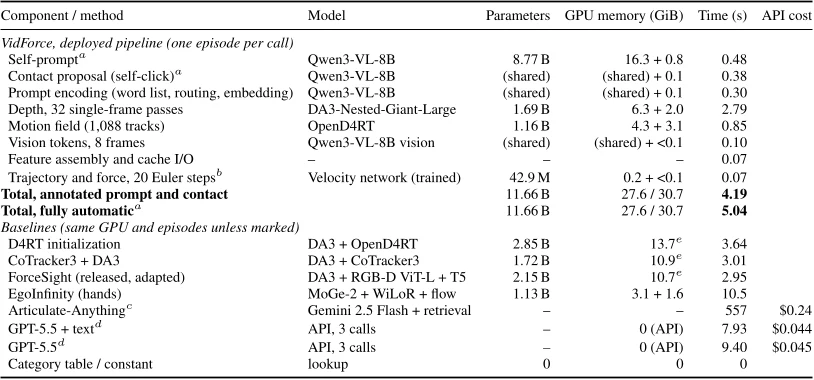 Component / method Model Parameters GPU memory (GiB) Time (s) API cost
VidForce, deployed pipeline (one episode per call)
Self-prompt^a Qwen3-VL-8B 8.77 B 16.3 + 0.8 0.48
Contact proposal (self-click)^a Qwen3-VL-8B (shared) (shared) + 0.1 0.38
Prompt encoding (word list, routing, embedding) Qwen3-VL-8B (shared) (shared) + 0.1 0.30
Depth, 32 single-frame passes DA3-Nested-Giant-Large 1.69 B 6.3 + 2.0 2.79
Motion field (1,088 tracks) OpenD4RT 1.16 B 4.3 + 3.1 0.85
Vision tokens, 8 frames Qwen3-VL-8B vision (shared) (shared) + <0.1 0.10
Feature assembly and cache I/O – – – 0.07
Trajectory and force, 20 Euler steps^b Velocity network (trained) 42.9 M 0.2 + <0.1 0.07
Total, annotated prompt and contact 11.66 B 27.6 / 30.7 4.19
Total, fully automatic^a 11.66 B 27.6 / 30.7 5.04
Baselines (same GPU and episodes unless marked)
D4RT initialization DA3 + OpenD4RT 2.85 B 13.7^e 3.64
CoTracker3 + DA3 DA3 + CoTracker3 1.72 B 10.9^e 3.01
ForceSight (released, adapted) DA3 + RGB-D ViT-L + T5 2.15 B 10.7^e 2.95
EgoInfinity (hands) MoGe-2 + WiLoR + flow 1.13 B 3.1 + 1.6 10.5
Articulate-Anything^c Gemini 2.5 Flash + retrieval – – 557 $0.24
GPT-5.5 + text^d API, 3 calls – 0 (API) 7.93 $0.044
GPT-5.5^d API, 3 calls – 0 (API) 9.40 $0.045
Category table / constant lookup 0 0 0